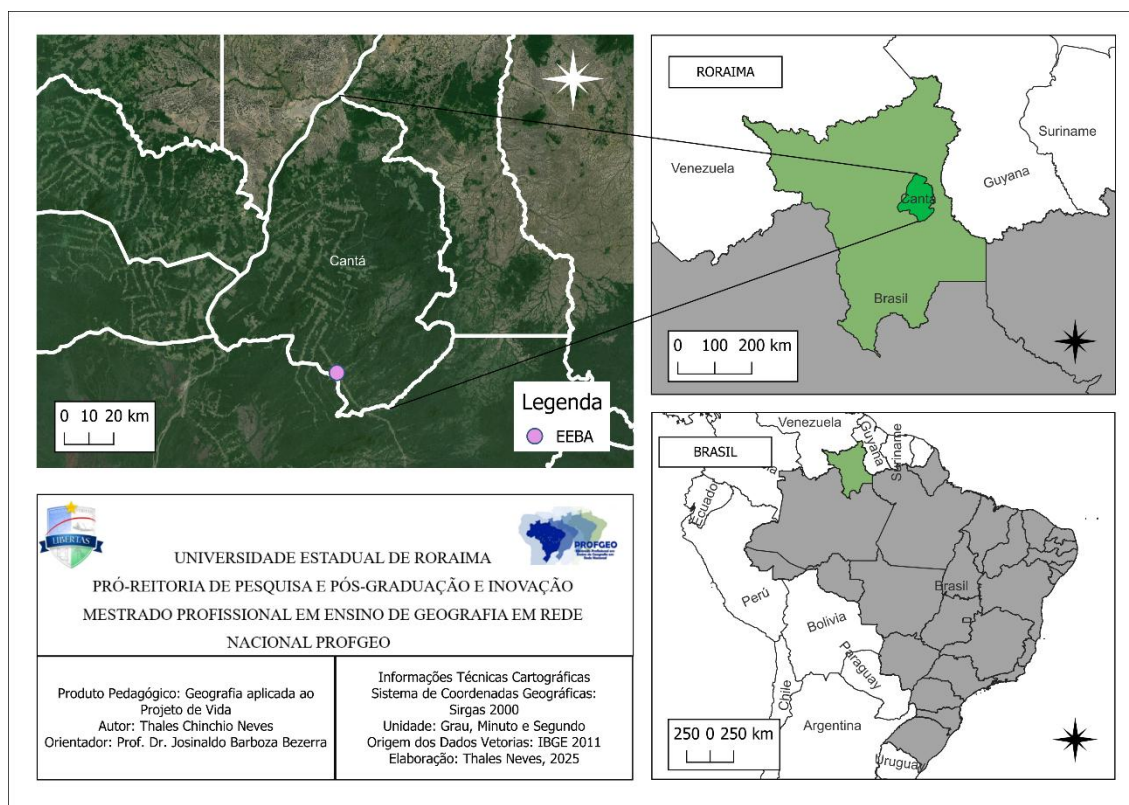 Cantá
0 10 20 km
Legenda
EEBA
RORAIMA
Venezuela
Suriname
Guyana
Cantá
Brasil
0 100 200 km
BRASIL
Venezuela
Guyana
Suriname
Ecuador
Perú
Brasil
Bolivia
Paraguay
Chile
Argentina
Uruguay
250 0 250 km
LIBERTAS
PROFGEO
UNIVERSIDADE ESTADUAL DE RORAIMA
PRÓ-REITORIA DE PESQUISA E PÓS-GRADUAÇÃO E INOVAÇÃO
MESTRADO PROFISSIONAL EM ENSINO DE GEOGRAFIA EM REDE
NACIONAL PROFGEO
Produto Pedagógico: Geografia aplicada ao
Projeto de Vida
Autor: Thales Chinchio Neves
Orientador: Prof. Dr. Josinaldo Barboza Bezerra
Informações Técnicas Cartográficas
Sistema de Coordenadas Geográficas:
Sirgas 2000
Unidade: Grau, Minuto e Segundo
Origem dos Dados Vetorias: IBGE 2011
Elaboração: Thales Neves, 2025